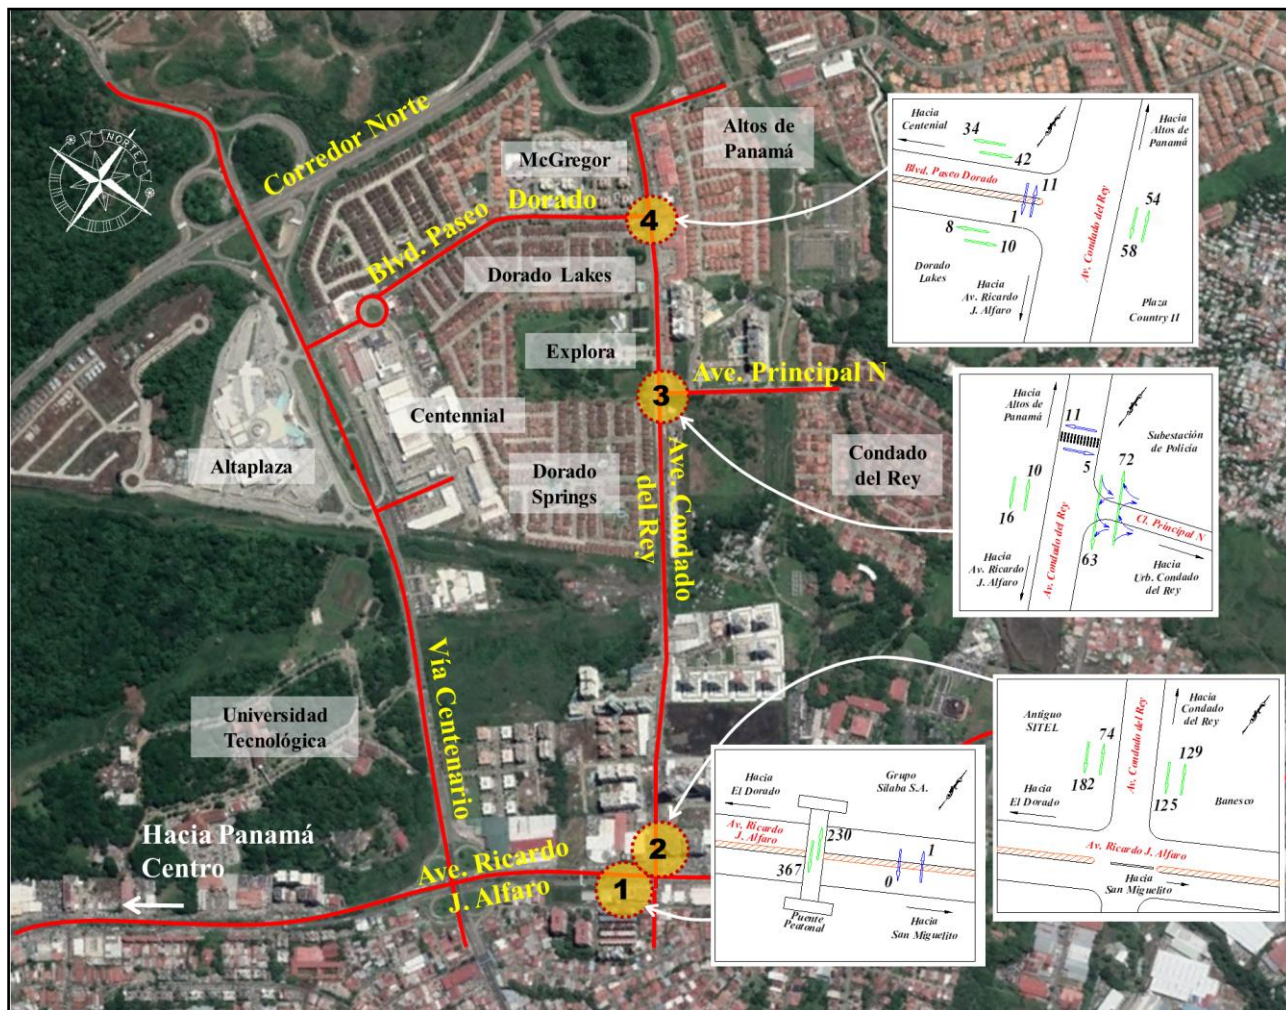 NORTE
Corredor Norte
McGregor
Altos de
Panamá
Blvd. Paseo
Dorado
4
Dorado Lakes
Explora
Ave. Principal N
3
Centennial
Altaplaza
Dorado
Springs
Ave. Condado
del Rey
Condado
del Rey
Universidad
Tecnológica
Vía Centenario
Hacia Panamá
Centro
Ave. Ricardo
J. Alfaro
2
1
Hacia
Centenial
34
42
Hacia
Altos de
Panamá
Blvd. Paseo Dorado
11
1
Av. Condado del Rey
54
58
8
10
Dorado
Lakes
Hacia
Av. Ricardo
J. Alfaro
Plaza
Country II
Hacia
Altos de
Panamá
11
Subestación
de Policía
10
16
5
72
Av. Condado del Rey
Cl. Principal N
63
Hacia
Av. Ricardo
J. Alfaro
Hacia
Urb. Condado
del Rey
Antiguo
SITEL
74
182
Av. Condado del Rey
Hacia
Condado
del Rey
129
125
Banesco
Hacia
El Dorado
Av. Ricardo J. Alfaro
Hacia
San Miguelito
Hacia
El Dorado
Grupo
Silaba S.A.
Av. Ricardo
J. Alfaro
230
367
1
0
Puente
Peatonal
Hacia
San Miguelito